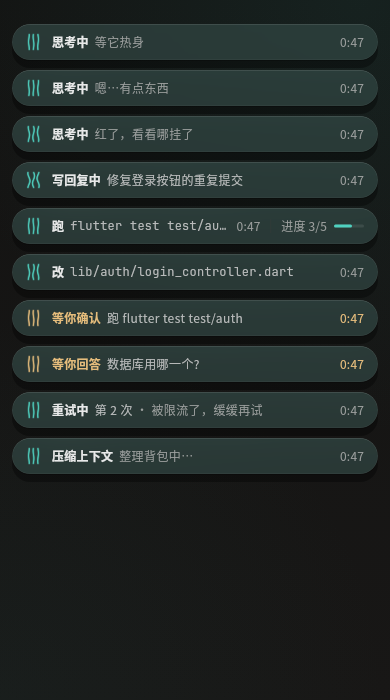 思考中 等它热身 0:47
思考中 嗯…有点东西 0:47
思考中 红了，看看哪挂了 0:47
写回复中 修复登录按钮的重复提交 0:47
跑 flutter test test/au… 0:47 进度 3/5
改 lib/auth/login_controller.dart 0:47
等你确认 跑 flutter test test/auth 0:47
等你回答 数据库用哪一个? 0:47
重试中 第 2 次 · 被限流了，缓缓再试 0:47
压缩上下文 整理背包中… 0:47